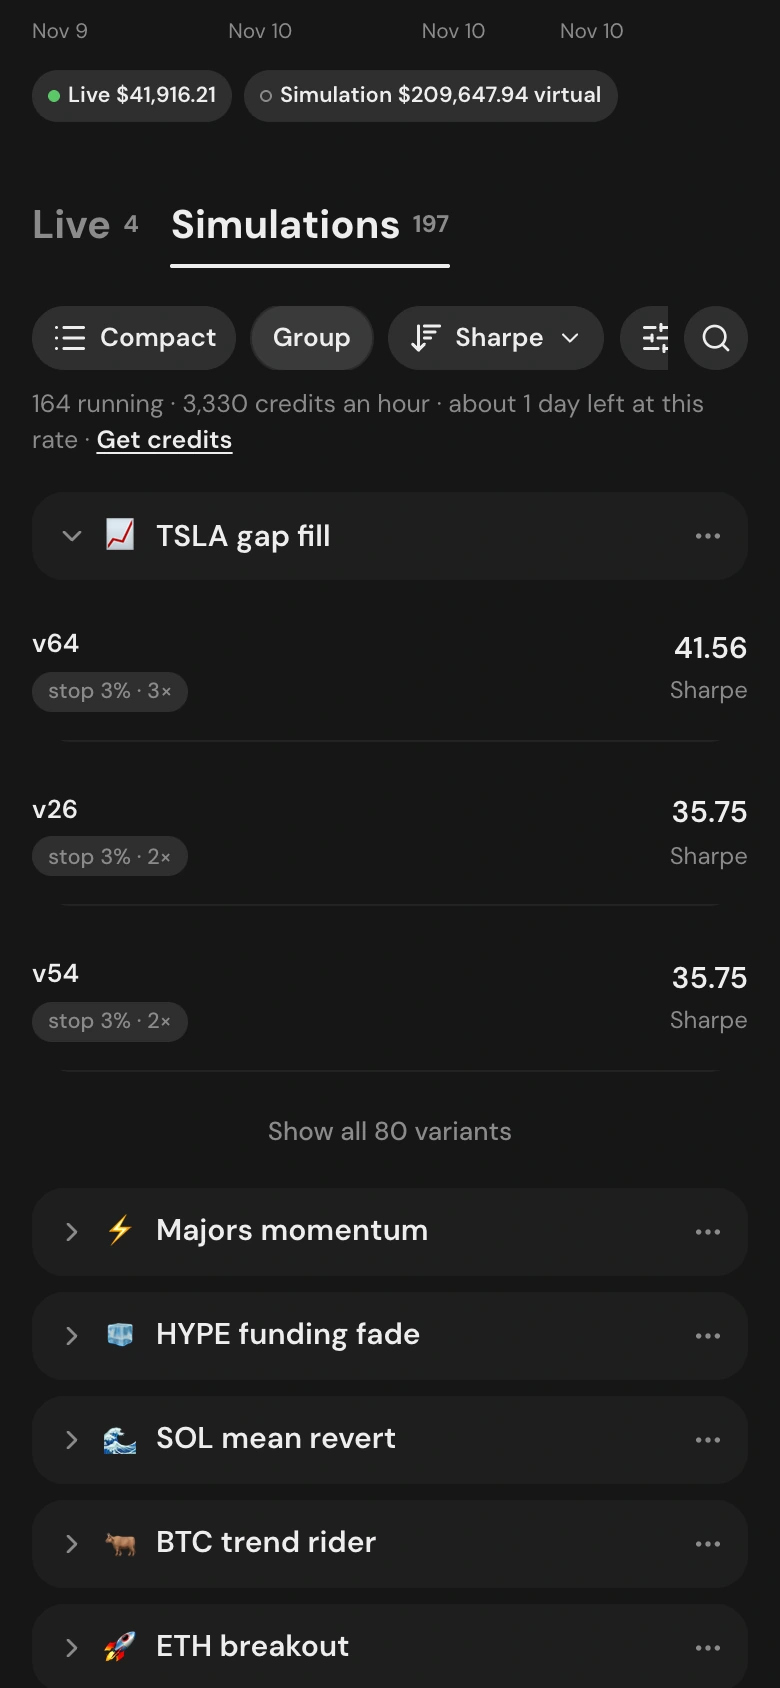 Nov 9 Nov 10 Nov 10 Nov 10
Live $41,916.21 Simulation $209,647.94 virtual
Live 4 Simulations 197
Compact Group Sharpe
164 running · 3,330 credits an hour · about 1 day left at this
rate · Get credits
TSLA gap fill
v64 41.56
stop 3% · 3× Sharpe
v26 35.75
stop 3% · 2× Sharpe
v54 35.75
stop 3% · 2× Sharpe
Show all 80 variants
Majors momentum
HYPE funding fade
SOL mean revert
BTC trend rider
ETH breakout